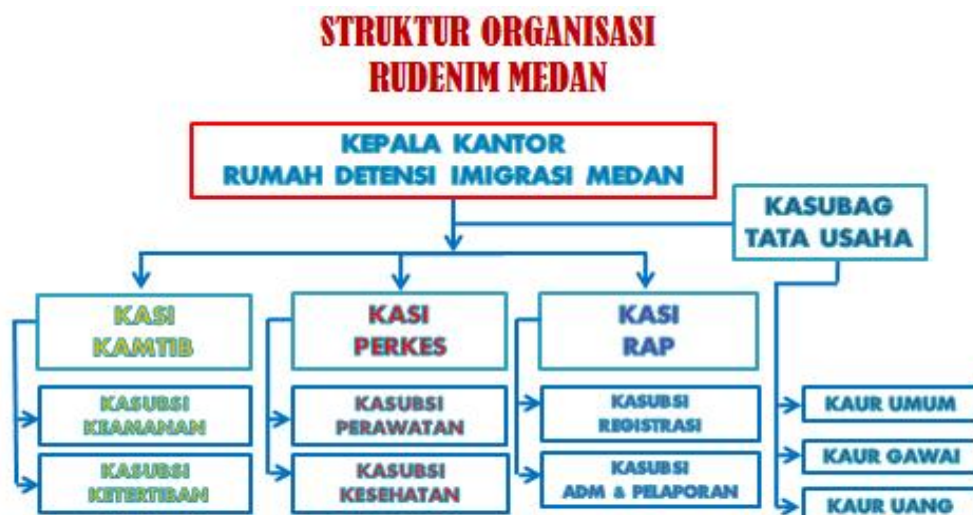 STRUKTUR ORGANISASI
RUDENIM MEDAN
KEPALA KANTOR
RUMAH DETENSI IMIGRASI MEDAN
KASUBAG
TATA USAHA
KASI
KAMTIB
KASI
PERKES
KASI
RAP
KASUBSI
KEAMANAN
KASUBSI
PERAWATAN
KASUBSI
REGISTRASI
KASUBSI
KETERTIBAN
KASUBSI
KESEHATAN
KASUBSI
ADM & PELAPORAN
KAUR UMUM
KAUR GAWAI
KAUR UANG